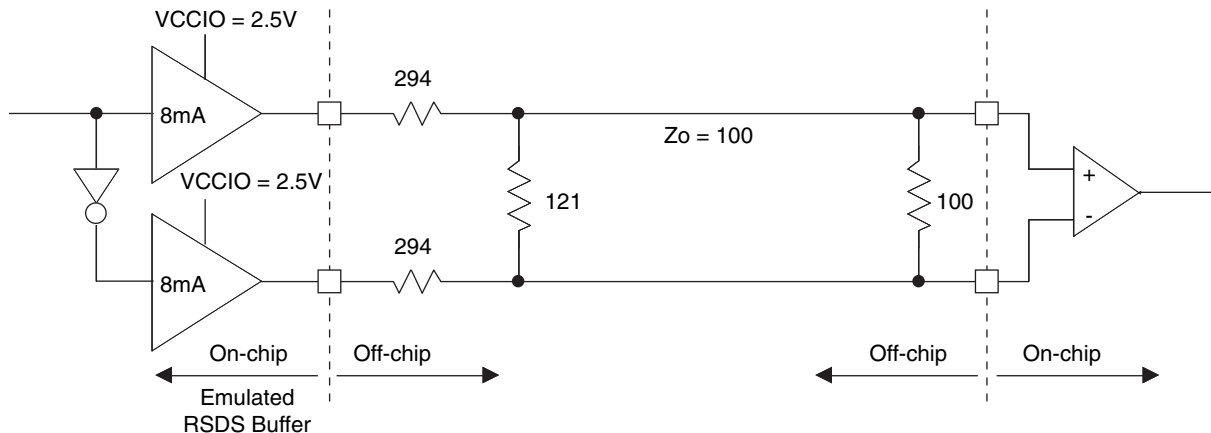 VCCIO = 2.5V
294
8mA
Zo = 100
+
VCCIO = 2.5V
121
100
-
294
8mA
On-chip
Off-chip
Off-chip
On-chip
Emulated
RSDS Buffer